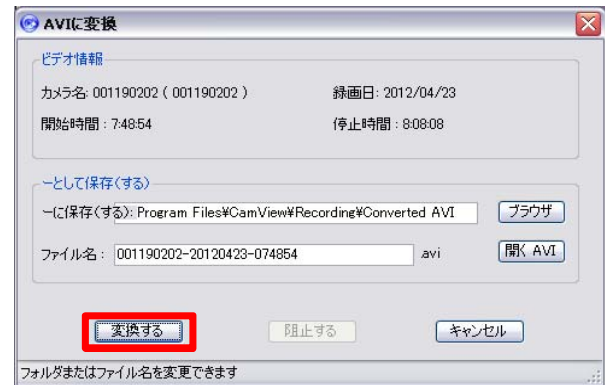 AVIに変換
ビデオ情報
カメラ名: 001190202 ( 001190202 ) 録画日: 2012/04/23
開始時間 : 7:48:54 停止時間 : 8:08:08
ーとして保存(する)
ーに保存(する): Program Files¥CamView¥Recording¥Converted AVI ブラウザ
ファイル名 : 001190202-20120423-074854 .avi 開く AVI
変換する 阻止する キャンセル
フォルダまたはファイル名を変更できます